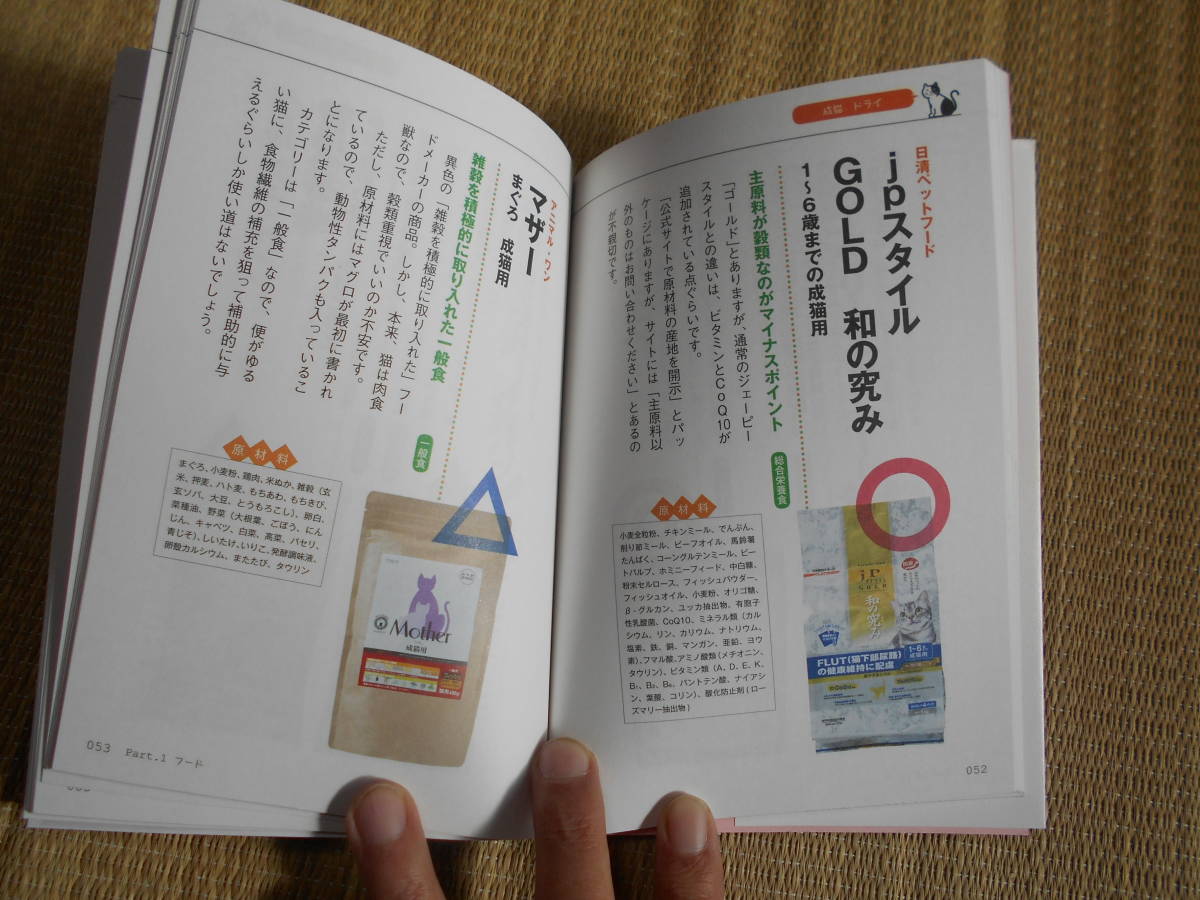 成猫 ドライ
日清ペットフード
jpスタイル
GOLD 和の究み
1~6歳までの成猫用
主原料が穀類なのがマイナスポイント
総合栄養食
「ゴールド」とありますが、通常のジェーピー
スタイルとの違いは、ビタミンとCoQ10が
追加されている点ぐらいです。
「公式サイトで原材料の産地を開示」とパッ
ケージにありますが、サイトには「主原料以
外のものはお問い合わせください」とあるの
が不親切です。
原材料
小麦全粒粉、チキンミール、でんぷん、
削り節ミール、ビーフオイル、馬鈴薯
たんぱく、コーングルテンミール、ビー
トパルプ、ホミニーフィード、中白糠、
粉末セルロース、フィッシュパウダー、
フィッシュオイル、小麦粉、オリゴ糖、
β-グルカン、ユッカ抽出物、有胞子
性乳酸菌、CoQ10、ミネラル類(カル
シウム、リン、カリウム、ナトリウム、
塩素、鉄、銅、マンガン、亜鉛、ヨウ
素)、フマル酸、アミノ酸類(メチオニン、
タウリン)、ビタミン類(A、D、E、K、
B₁、B₂、B₆、パントテン酸、ナイアシ
ン、葉酸、コリン)、酸化防止剤(ロー
ズマリー抽出物)
jP
GOLD
和の究み
1~6歳
成猫用
FLUT(猫下部尿路)
の健康維持に配慮
052
アニマル・ワン
マザー
まぐろ 成猫用
雑穀を積極的に取り入れた一般食
一般食
異色の「雑穀を積極的に取り入れた」フー
ドメーカーの商品。しかし、本来、猫は肉食
獣なので、穀類重視でいいのか不安です。
ただし、原材料にはマグロが最初に書かれ
ているので、動物性タンパクも入っているこ
とになります。
カテゴリーは「一般食」なので、便がゆる
い猫に、食物繊維の補充を狙って補助的に与
えるぐらいしか使い道はないでしょう。
原材料
まぐろ、小麦粉、鶏肉、米ぬか、雑穀(玄
米、押麦、ハト麦、もちあわ、もちきび、
玄ソバ、大豆、とうもろこし)、卵白、
菜種油、野菜(大根葉、ごぼう、にん
じん、キャベツ、白菜、高菜、パセリ、
青じそ)、しいたけ、いりこ、発酵調味液、
卵殻カルシウム、またたび、タウリン
Mother
成猫用
053 Part.1 フード